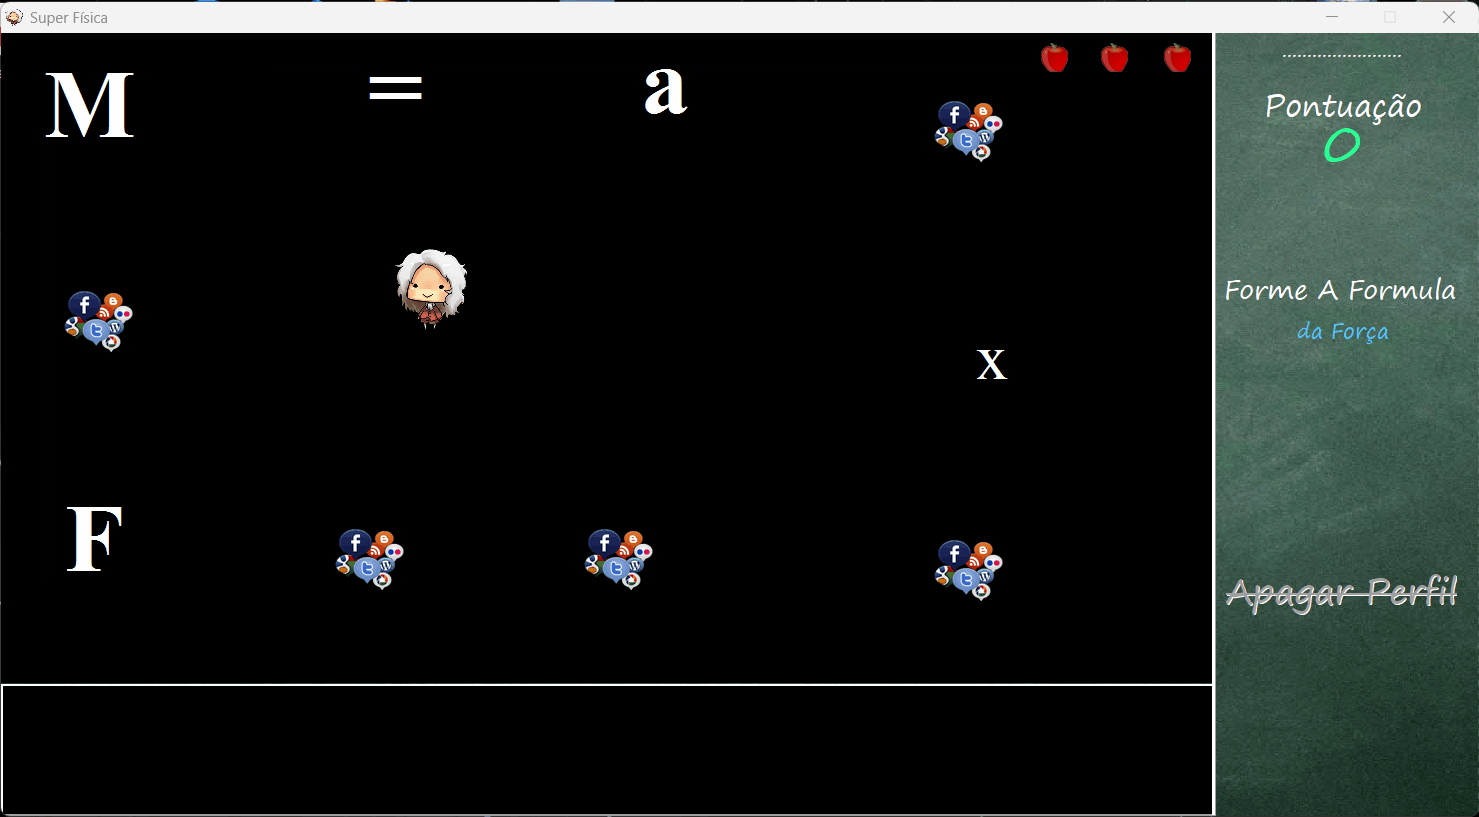 Super Física
M = a
x
F
.......................
Pontuação
0
Forme A Formula
da Força
Apagar Perfil